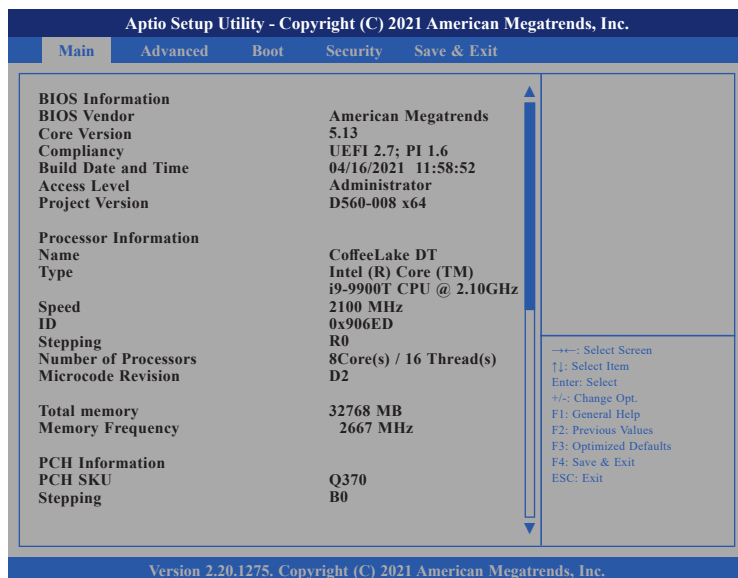 Aptio Setup Utility - Copyright (C) 2021 American Megatrends, Inc.
Main Advanced Boot Security Save & Exit
BIOS Information
BIOS Vendor American Megatrends
Core Version 5.13
Compliancy UEFI 2.7; PI 1.6
Build Date and Time 04/16/2021 11:58:52
Access Level Administrator
Project Version D560-008 x64
Processor Information
Name CoffeeLake DT
Type Intel (R) Core (TM)
i9-9900T CPU @ 2.10GHz
Speed 2100 MHz
ID 0x906ED
Stepping R0
Number of Processors 8Core(s) / 16 Thread(s)
Microcode Revision D2
Total memory 32768 MB
Memory Frequency 2667 MHz
PCH Information
PCH SKU Q370
Stepping B0
→←: Select Screen
↑↓: Select Item
Enter: Select
+/-: Change Opt.
F1: General Help
F2: Previous Values
F3: Optimized Defaults
F4: Save & Exit
ESC: Exit
Version 2.20.1275. Copyright (C) 2021 American Megatrends, Inc.